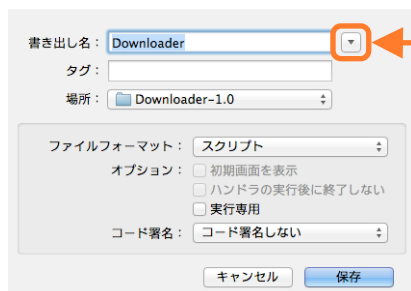 書き出し名： Downloader
タグ：
場所： Downloader-1.0
ファイルフォーマット： スクリプト
オプション： 初期画面を表示
ハンドラの実行後に終了しない
実行専用
コード署名： コード署名しない
キャンセル 保存